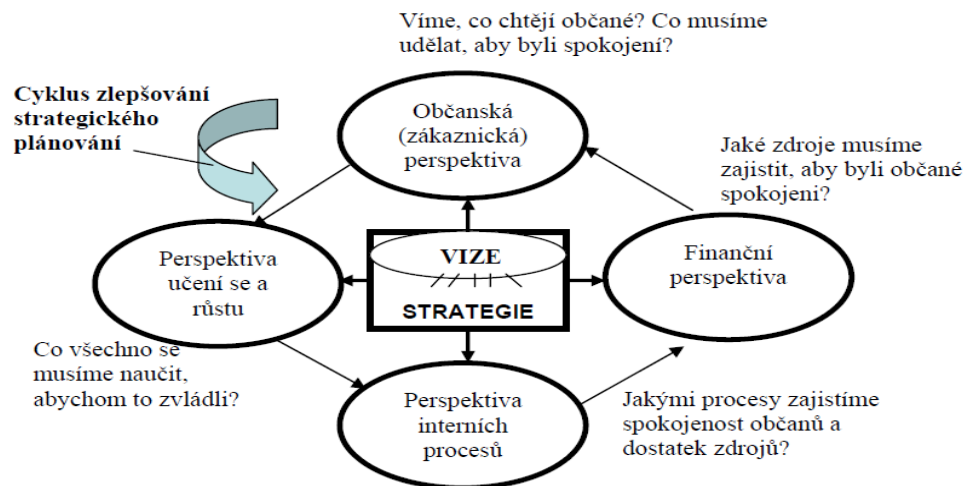 Víme, co chtějí občané? Co musíme
udělat, aby byli spokojení?
Cyklus zlepšování
strategického
plánování
Občanská
(zákaznická)
perspektiva
Jaké zdroje musíme
zajistit, aby byli občané
spokojeni?
Perspektiva
učení se a
růstu
VIZE
STRATEGIE
Finanční
perspektiva
Co všechno se
musíme naučit,
abychom to zvládli?
Perspektiva
interních
procesů
Jakými procesy zajistíme
spokojenost občanů a
dostatek zdrojů?